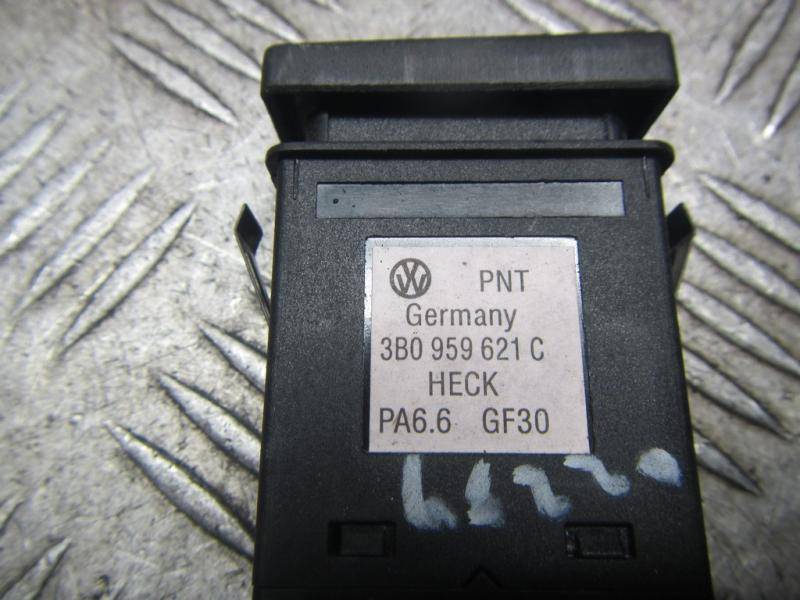 PNT
Germany
3B0 959 621 C
HECK
PA6.6 GF30